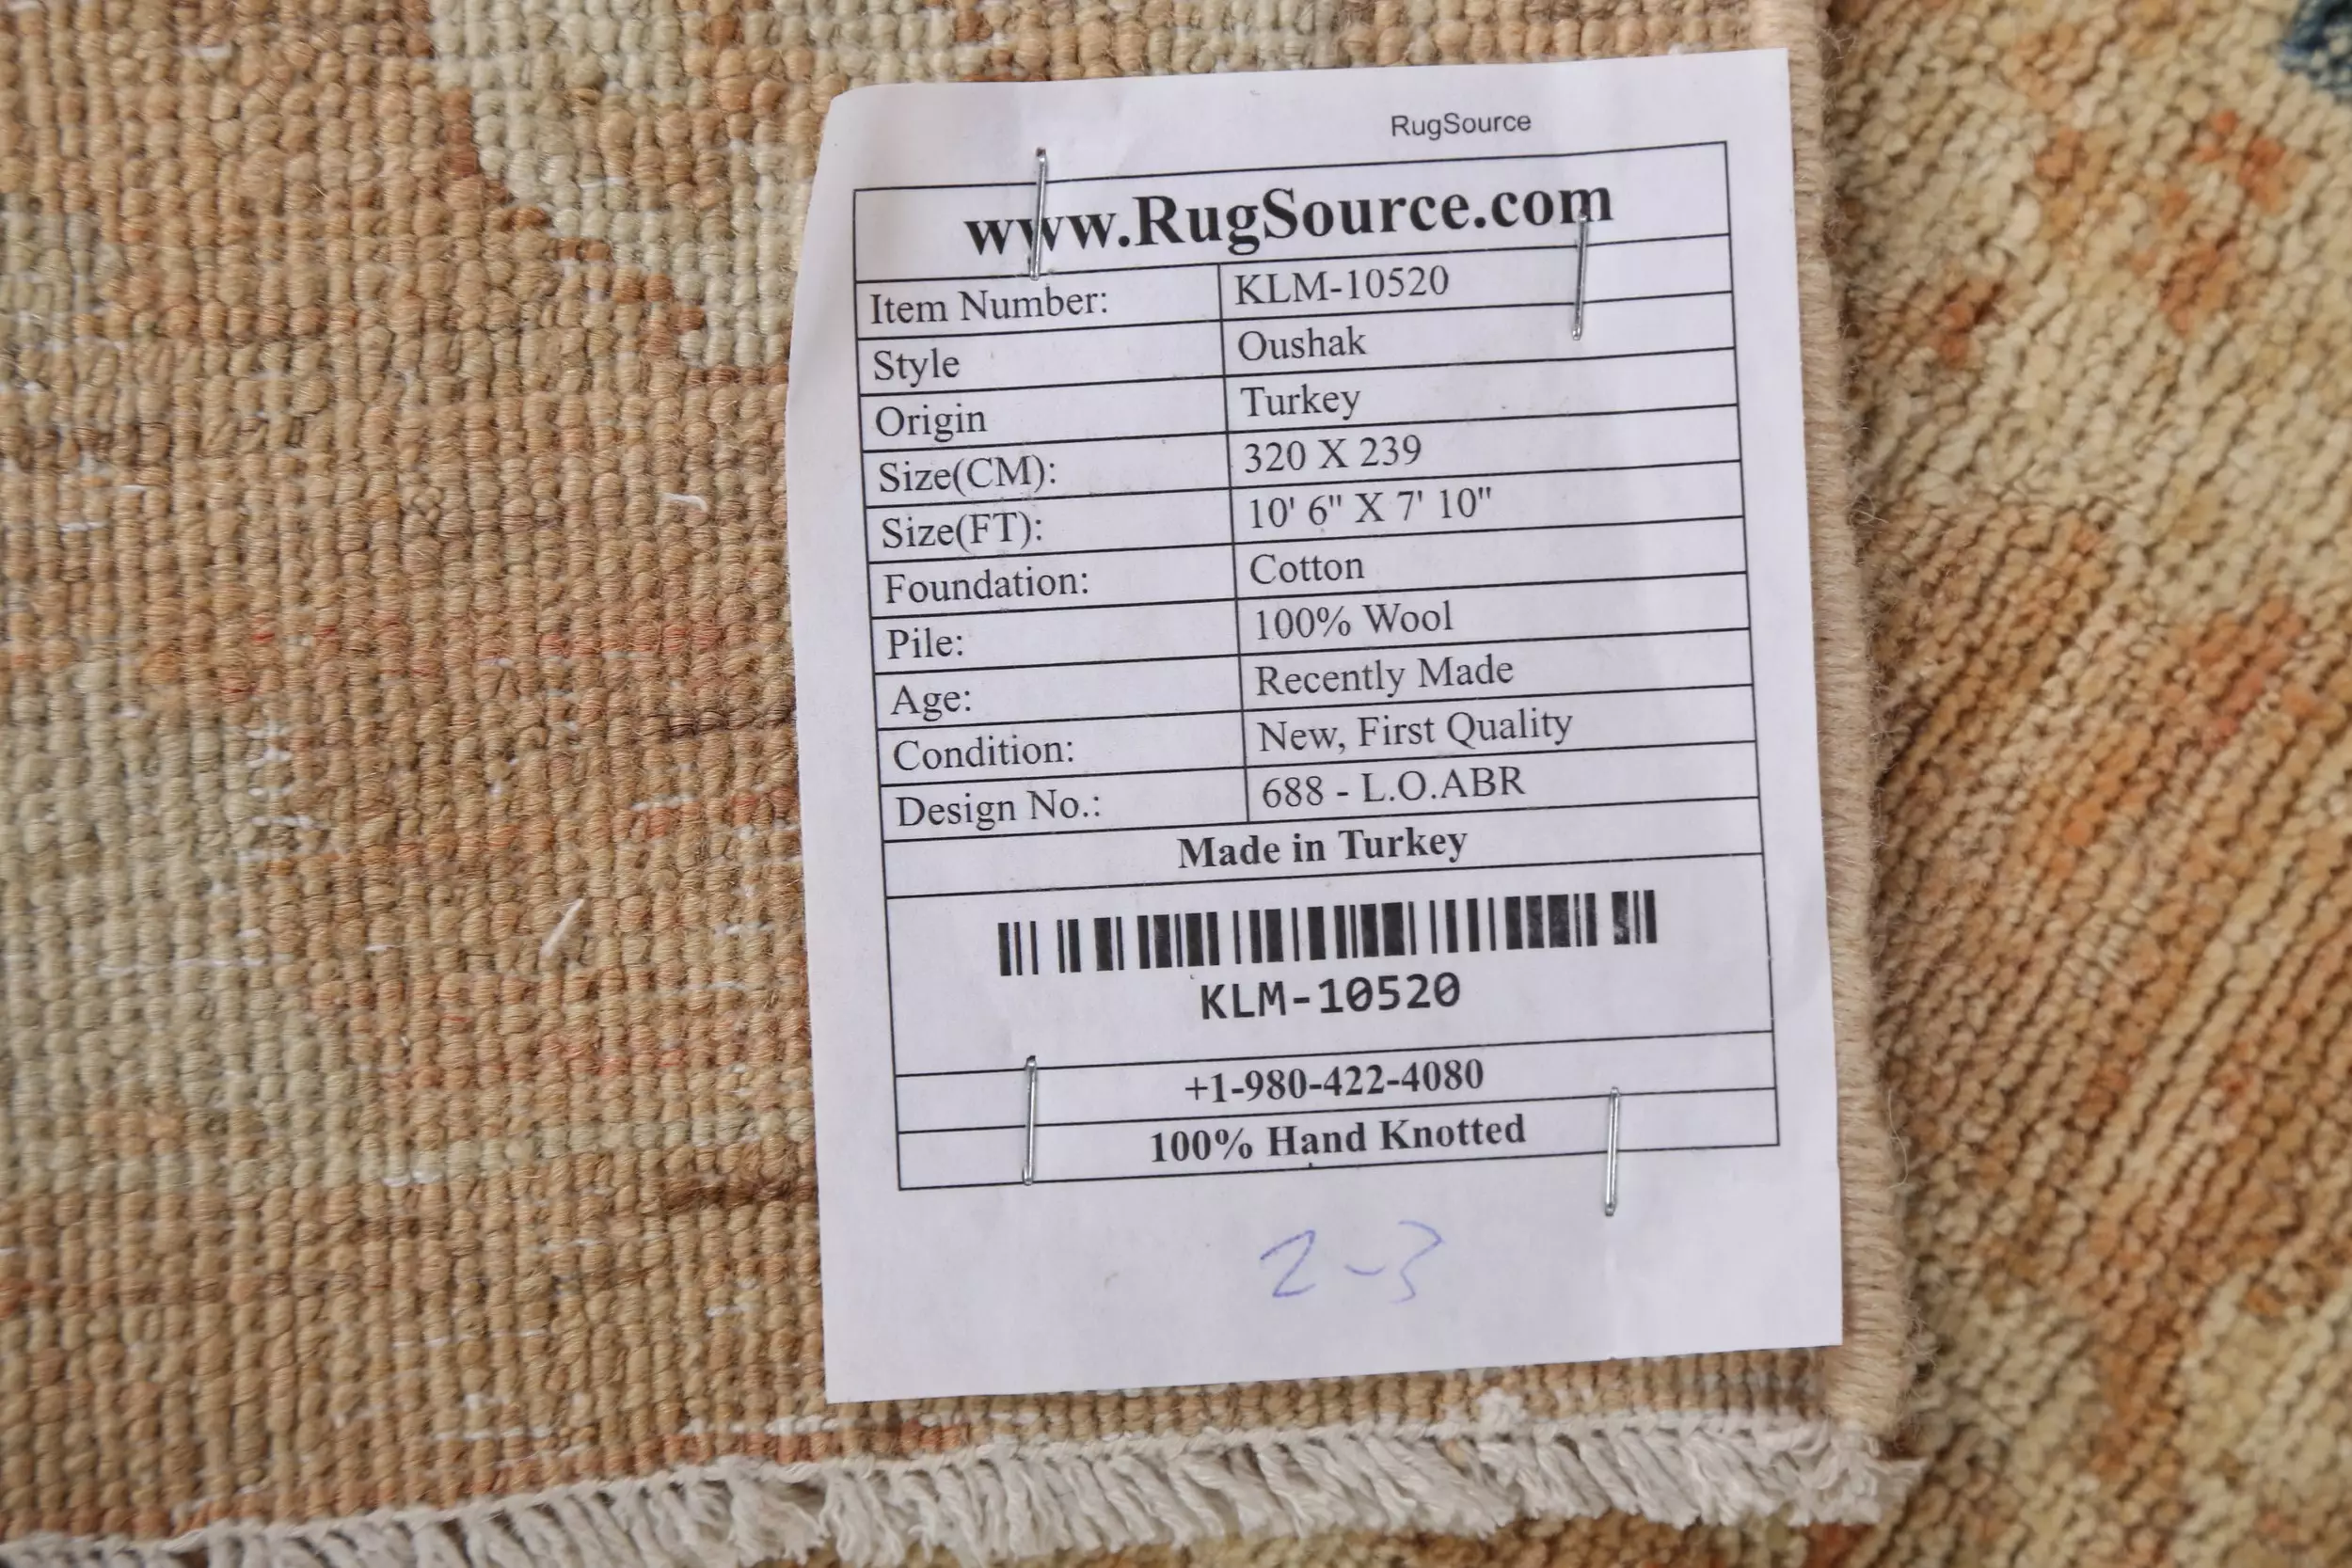 RugSource
www.RugSource.com
Item Number: KLM-10520
Style Oushak
Origin Turkey
Size(CM): 320 X 239
Size(FT): 10' 6" X 7' 10"
Foundation: Cotton
Pile: 100% Wool
Age: Recently Made
Condition: New, First Quality
Design No.: 688 - L.O.ABR
Made in Turkey
KLM-10520
+1-980-422-4080
100% Hand Knotted
2-3